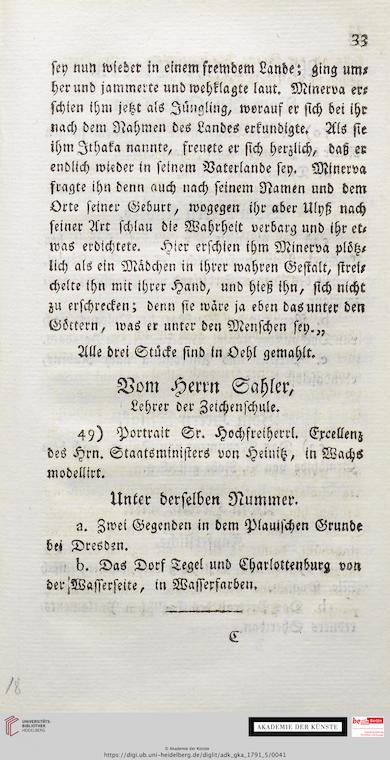 33
ſey nun wieder in einem fremdem Lande; ging um⸗
her und jammerte und wehklagte laut. Minerva er⸗
ſchien ihm jetzt als Jüngling, worauf er ſich bei ihr
nach dem Nahmen des Landes erkundigte. Als ſie
ihm Ithaka nannte, freuete er ſich herzlich, daß er
endlich wieder in ſeinem Vaterlande ſey. Minerva
fragte ihn denn auch nach ſeinem Namen und dem
Orte ſeiner Geburt, wogegen ihr aber Ulyß nach
ſeiner Art ſchlau die Wahrheit verbarg und ihr et⸗
was erdichtete. Hier erſchien ihm Minerva plötz⸗
lich als ein Mädchen in ihrer wahren Geſtalt, ſtrei⸗
chelte ihn mit ihrer Hand, und hieß ihn, ſich nicht
zu erſchrecken; denn ſie wäre ja eben das unter den
Göttern, was er unter den Menſchen ſey.„
Alle drei Stücke ſind in Oehl gemahlt.
Vom Herrn Sahler,
Lehrer der Zeichenſchule.
49) Portrait Sr. Hochfreiherrl. Excellenz
des Hrn. Staatsminiſters von Heinitz, in Wachs
modellirt.
Unter derſelben Nummer.
a. Zwei Gegenden in dem Plauiſchen Grunde
bei Dresden.
b. Das Dorf Tegel und Charlottenburg von
der Waſſerſeite, in Waſſerfarben.
C
18
UNIVERSITÄTS-
BIBLIOTHEK
HEIDELBERG
AKADEMIE DER KÜNSTE
© Akademie der Künste
https://digi.ub.uni-heidelberg.de/diglit/adk_gka_1791_5/0041